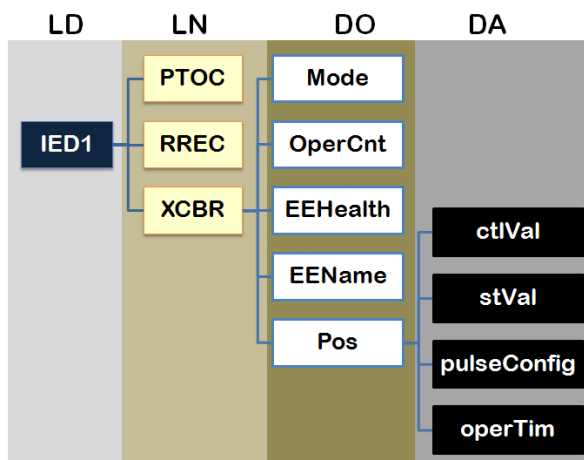 LD
LN
DO
DA
IED1
PTOC
RREC
XCBR
Mode
OperCnt
EEHealth
EEName
Pos
ctlVal
stVal
pulseConfig
operTim